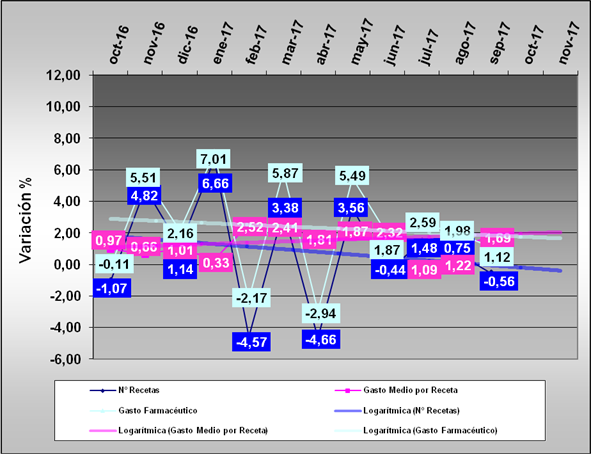 oct-16 nov-16 dic-16 ene-17 feb-17 mar-17 abr-17 may-17 jun-17 jul-17 ago-17 sep-17 oct-17 nov-17
12,00
10,00
8,00
6,00
4,00
2,00
0,00
-2,00
-4,00
-6,00
Variación %
7,01
5,51 5,87 5,49
4,82 6,66 3,38 3,56
2,16 2,52 2,41 1,87 2,32 2,59 1,98
0,97 0,66 1,01 1,81 1,87 1,48 0,75 1,69
-0,11 1,14 0,33 -0,44 1,09 1,22 1,12
-1,07 -2,17 -2,94 -0,56
-4,57 -4,66
Nº Recetas Gasto Medio por Receta
Gasto Farmacéutico Logarítmica (Nº Recetas)
Logarítmica (Gasto Medio por Receta) Logarítmica (Gasto Farmacéutico)